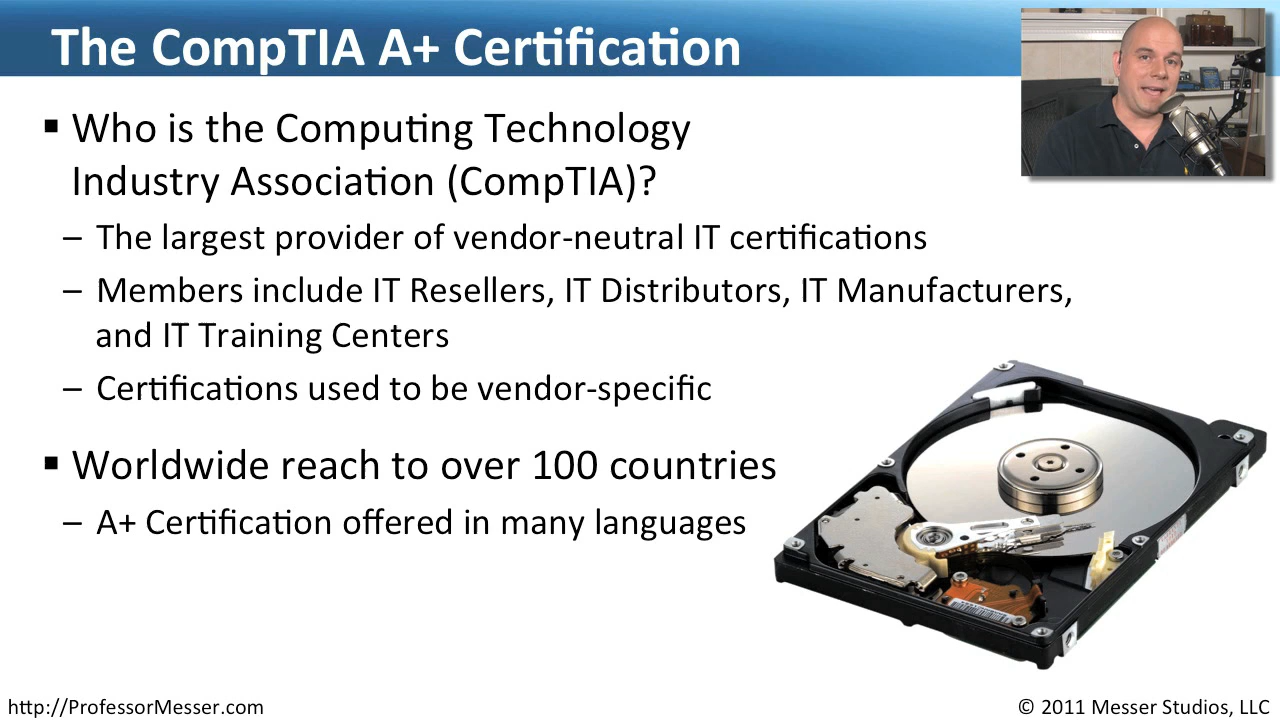 The CompTIA A+ Certification
▪ Who is the Computing Technology
Industry Association (CompTIA)?
– The largest provider of vendor-neutral IT certifications
– Members include IT Resellers, IT Distributors, IT Manufacturers,
and IT Training Centers
– Certifications used to be vendor-specific
▪ Worldwide reach to over 100 countries
– A+ Certification offered in many languages
http://ProfessorMesser.com
© 2011 Messer Studios, LLC